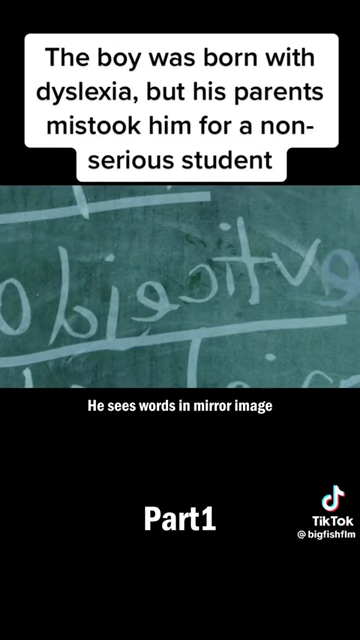 The boy was born with
dyslexia, but his parents
mistook him for a non-
serious student
He sees words in mirror image
Part1
TikTok
@ bigfishflm